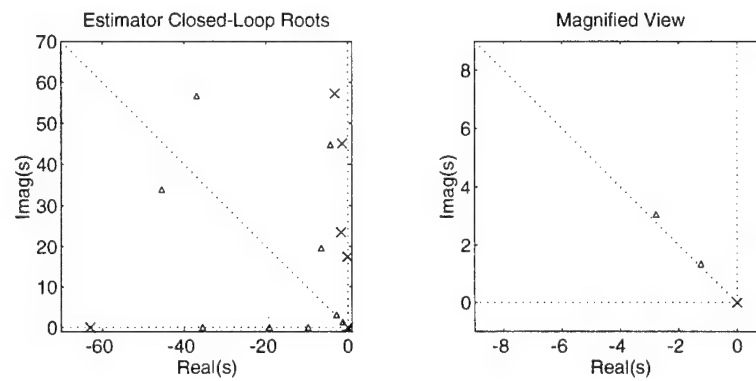 Estimator Closed-Loop Roots
70
60
50
40
30
20
10
0
Imag(s)
-60 -40 -20 0
Real(s)
Magnified View
8
6
4
2
0
Imag(s)
-8 -6 -4 -2 0
Real(s)